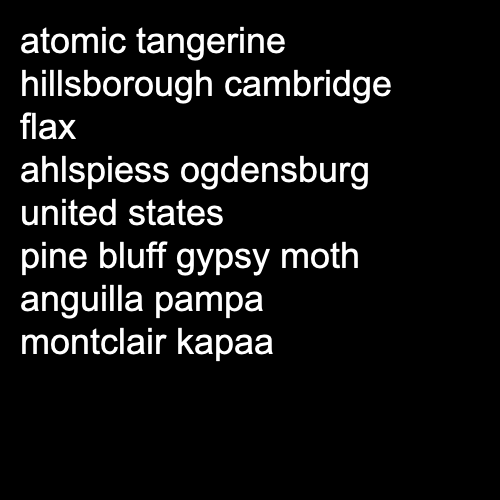 atomic tangerine
hillsborough cambridge
flax
ahlspiess ogdensburg
united states
pine bluff gypsy moth
anguilla pampa
montclair kapaa